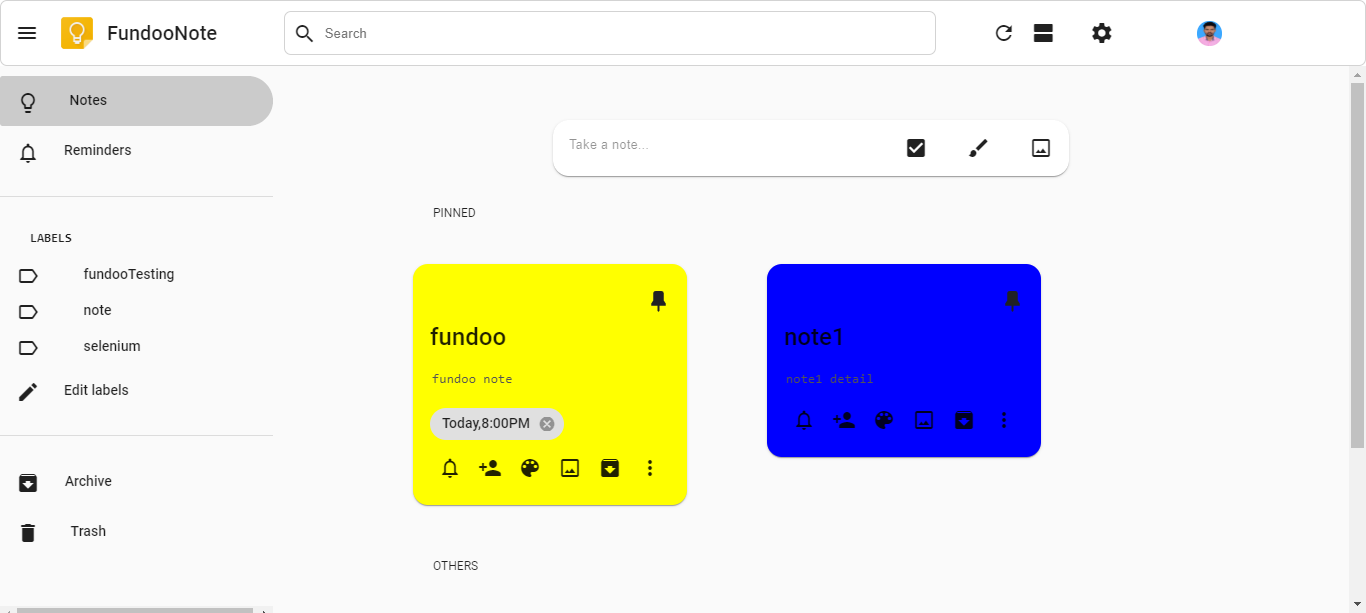 FundooNote
Search
Notes
Reminders
LABELS
fundooTesting
note
selenium
Edit labels
Archive
Trash
Take a note...
PINNED
fundoo
fundoo note
Today,8:00PM
note1
note1 detail
OTHERS